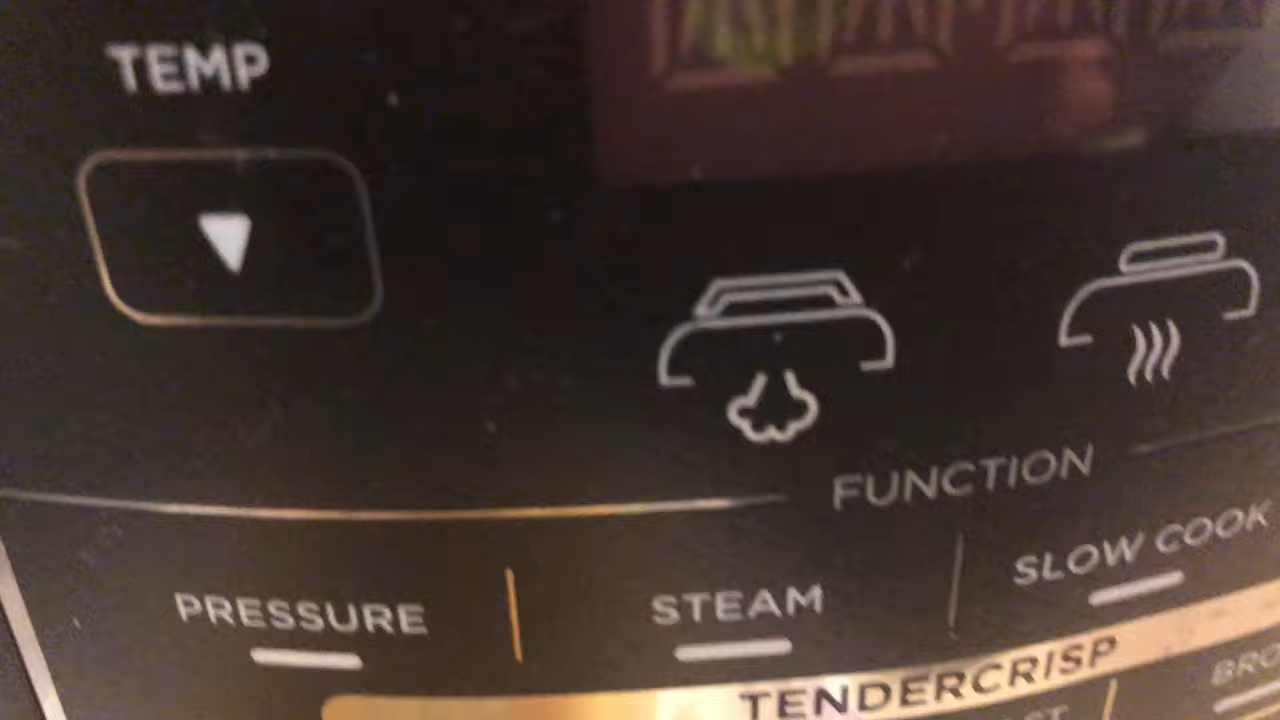 TEMP
FUNCTION
PRESSURE
STEAM
SLOW COOK
TENDERCRISP